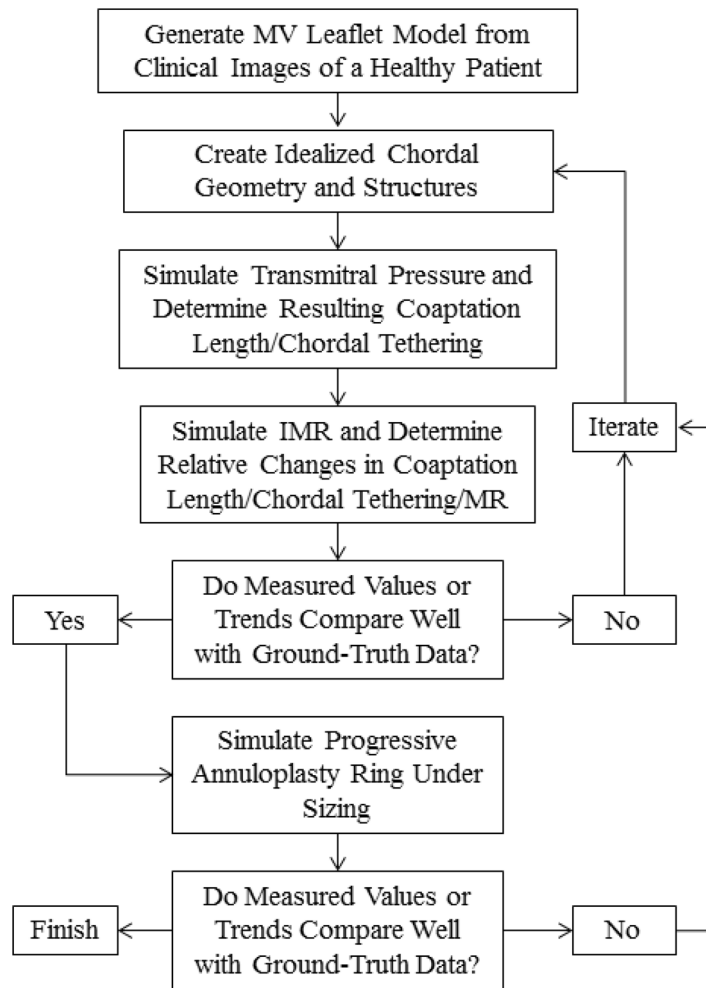 Generate MV Leaflet Model from
Clinical Images of a Healthy Patient
Create Idealized Chordal
Geometry and Structures
Simulate Transmitral Pressure and
Determine Resulting Coaptation
Length/Chordal Tethering
Simulate IMR and Determine
Relative Changes in Coaptation
Length/Chordal Tethering/MR
Iterate
Do Measured Values or
Trends Compare Well
with Ground-Truth Data?
Yes
No
Simulate Progressive
Annuloplasty Ring Under
Sizing
Do Measured Values or
Trends Compare Well
with Ground-Truth Data?
Finish
No